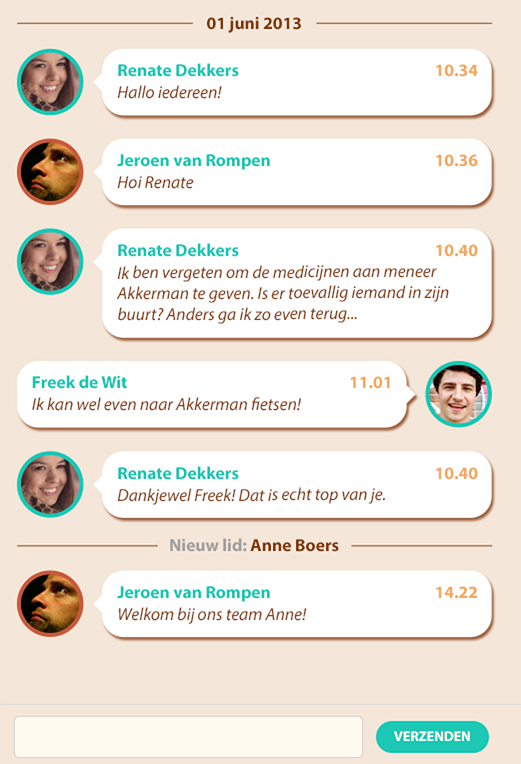 01 juni 2013
Renate Dekkers 10.34
Hallo iedereen!
Jeroen van Rompen 10.36
Hoi Renate
Renate Dekkers 10.40
Ik ben vergeten om de medicijnen aan meneer
Akkerman te geven. Is er toevallig iemand in zijn
buurt? Anders ga ik zo even terug...
Freek de Wit 11.01
Ik kan wel even naar Akkerman fietsen!
Renate Dekkers 10.40
Dankjewel Freek! Dat is echt top van je.
Nieuw lid: Anne Boers
Jeroen van Rompen 14.22
Welkom bij ons team Anne!
VERZENDEN